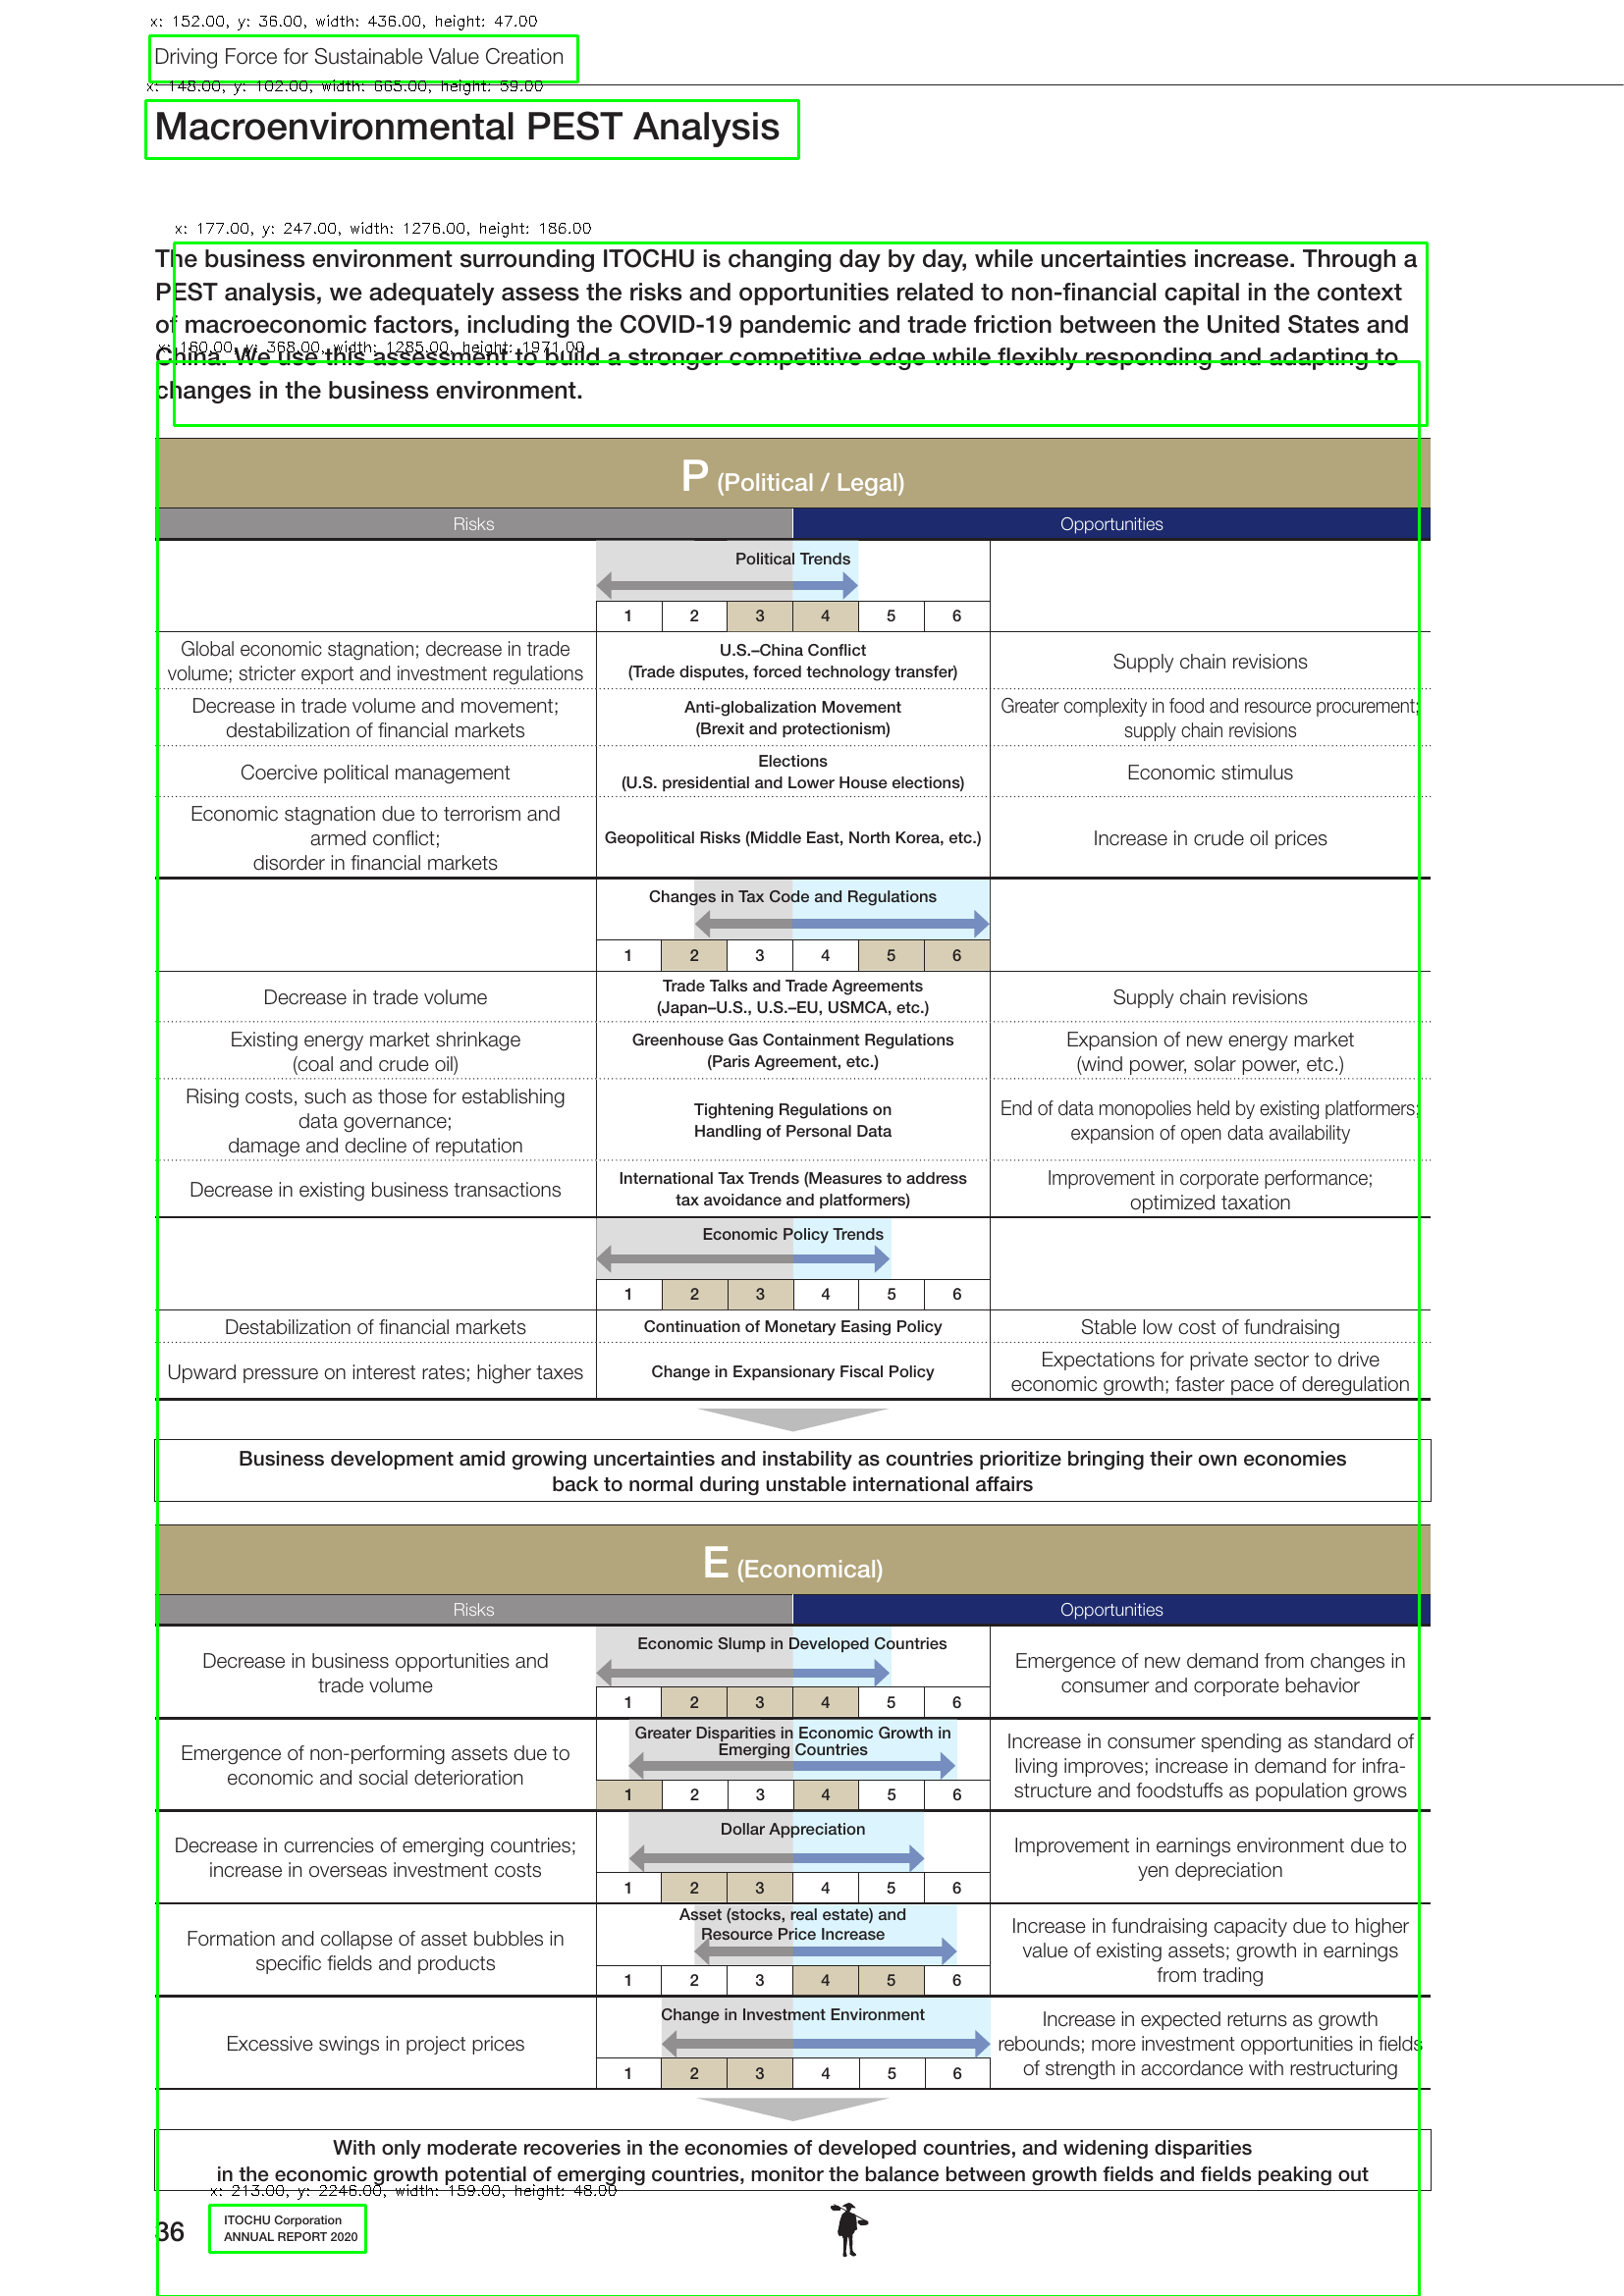 x: 152.00, y: 36.00, width: 436.00, height: 47.00
Driving Force for Sustainable Value Creation
x: 148.00, y: 102.00, width: 665.00, height: 59.00
Macroenvironmental PEST Analysis
x: 177.00, y: 247.00, width: 1276.00, height: 186.00
The business environment surrounding ITOCHU is changing day by day, while uncertainties increase. Through a
PEST analysis, we adequately assess the risks and opportunities related to non-financial capital in the context
of macroeconomic factors, including the COVID-19 pandemic and trade friction between the United States and
x: 160.00, y: 368.00, width: 1285.00, height: 1971.00
China. We use this assessment to build a stronger competitive edge while flexibly responding and adapting to
changes in the business environment.
P (Political / Legal)
Risks
Opportunities
Political Trends
1 2 3 4 5 6
Global economic stagnation; decrease in trade
volume; stricter export and investment regulations
U.S.–China Conflict
(Trade disputes, forced technology transfer)
Supply chain revisions
Decrease in trade volume and movement;
destabilization of financial markets
Anti-globalization Movement
(Brexit and protectionism)
Greater complexity in food and resource procurement;
supply chain revisions
Coercive political management
Elections
(U.S. presidential and Lower House elections)
Economic stimulus
Economic stagnation due to terrorism and
armed conflict;
disorder in financial markets
Geopolitical Risks (Middle East, North Korea, etc.)
Increase in crude oil prices
Changes in Tax Code and Regulations
1 2 3 4 5 6
Decrease in trade volume
Trade Talks and Trade Agreements
(Japan–U.S., U.S.–EU, USMCA, etc.)
Supply chain revisions
Existing energy market shrinkage
(coal and crude oil)
Greenhouse Gas Containment Regulations
(Paris Agreement, etc.)
Expansion of new energy market
(wind power, solar power, etc.)
Rising costs, such as those for establishing
data governance;
damage and decline of reputation
Tightening Regulations on
Handling of Personal Data
End of data monopolies held by existing platformers;
expansion of open data availability
Decrease in existing business transactions
International Tax Trends (Measures to address
tax avoidance and platformers)
Improvement in corporate performance;
optimized taxation
Economic Policy Trends
1 2 3 4 5 6
Destabilization of financial markets
Continuation of Monetary Easing Policy
Stable low cost of fundraising
Upward pressure on interest rates; higher taxes
Change in Expansionary Fiscal Policy
Expectations for private sector to drive
economic growth; faster pace of deregulation
Business development amid growing uncertainties and instability as countries prioritize bringing their own economies
back to normal during unstable international affairs
E (Economical)
Risks
Opportunities
Decrease in business opportunities and
trade volume
Economic Slump in Developed Countries
1 2 3 4 5 6
Emergence of new demand from changes in
consumer and corporate behavior
Emergence of non-performing assets due to
economic and social deterioration
Greater Disparities in Economic Growth in
Emerging Countries
1 2 3 4 5 6
Increase in consumer spending as standard of
living improves; increase in demand for infra-
structure and foodstuffs as population grows
Decrease in currencies of emerging countries;
increase in overseas investment costs
Dollar Appreciation
1 2 3 4 5 6
Improvement in earnings environment due to
yen depreciation
Formation and collapse of asset bubbles in
specific fields and products
Asset (stocks, real estate) and
Resource Price Increase
1 2 3 4 5 6
Increase in fundraising capacity due to higher
value of existing assets; growth in earnings
from trading
Excessive swings in project prices
Change in Investment Environment
1 2 3 4 5 6
Increase in expected returns as growth
rebounds; more investment opportunities in fields
of strength in accordance with restructuring
With only moderate recoveries in the economies of developed countries, and widening disparities
in the economic growth potential of emerging countries, monitor the balance between growth fields and fields peaking out
x: 213.00, y: 2246.00, width: 159.00, height: 48.00
36
ITOCHU Corporation
ANNUAL REPORT 2020